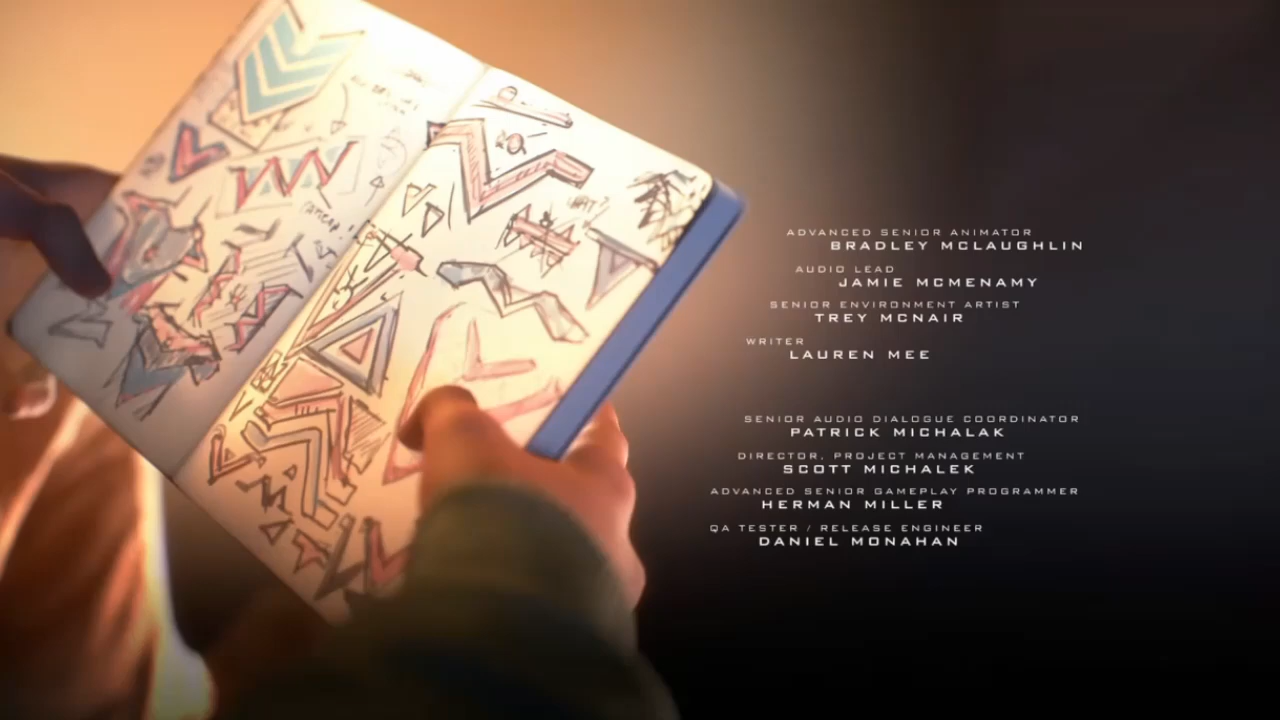 ADVANCED SENIOR ANIMATOR
BRADLEY MCLAUGHLIN
AUDIO LEAD
JAMIE MCMENAMY
SENIOR ENVIRONMENT ARTIST
TREY MCNAIR
WRITER
LAUREN MEE
SENIOR AUDIO DIALOGUE COORDINATOR
PATRICK MICHALAK
DIRECTOR, PROJECT MANAGEMENT
SCOTT MICHALEK
ADVANCED SENIOR GAMEPLAY PROGRAMMER
HERMAN MILLER
QA TESTER / RELEASE ENGINEER
DANIEL MONAHAN